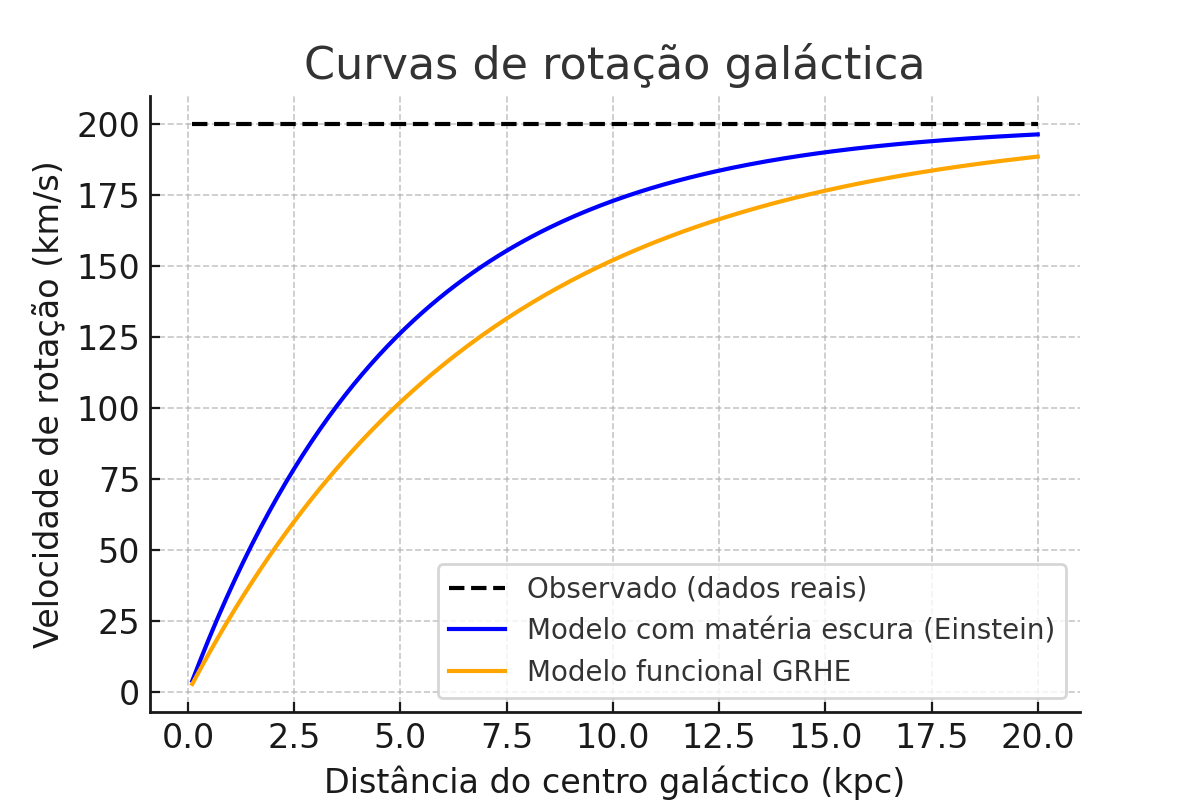 Curvas de rotação galáctica
Velocidade de rotação (km/s)
200
175
150
125
100
75
50
25
0
Observado (dados reais)
Modelo com matéria escura (Einstein)
Modelo funcional GRHE
0.0 2.5 5.0 7.5 10.0 12.5 15.0 17.5 20.0
Distância do centro galáctico (kpc)